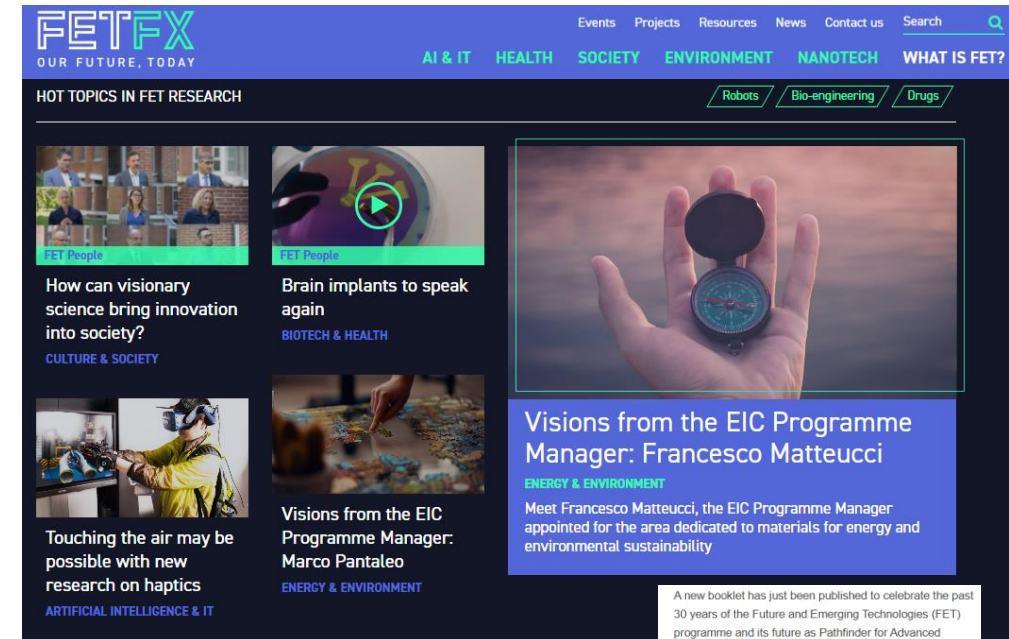 FETFX
OUR FUTURE, TODAY
Events Projects Resources News Contact us Search
AI & IT HEALTH SOCIETY ENVIRONMENT NANOTECH WHAT IS FET?
HOT TOPICS IN FET RESEARCH
Robots Bio-engineering Drugs
FET People
How can visionary
science bring innovation
into society?
CULTURE & SOCIETY
FET People
Brain implants to speak
again
BIOTECH & HEALTH
Touching the air may be
possible with new
research on haptics
ARTIFICIAL INTELLIGENCE & IT
Visions from the EIC
Programme Manager:
Marco Pantaleo
ENERGY & ENVIRONMENT
Visions from the EIC Programme
Manager: Francesco Matteucci
ENERGY & ENVIRONMENT
Meet Francesco Matteucci, the EIC Programme Manager
appointed for the area dedicated to materials for energy and
environmental sustainability
A new booklet has just been published to celebrate the past
30 years of the Future and Emerging Technologies (FET)
programme and its future as Pathfinder for Advanced